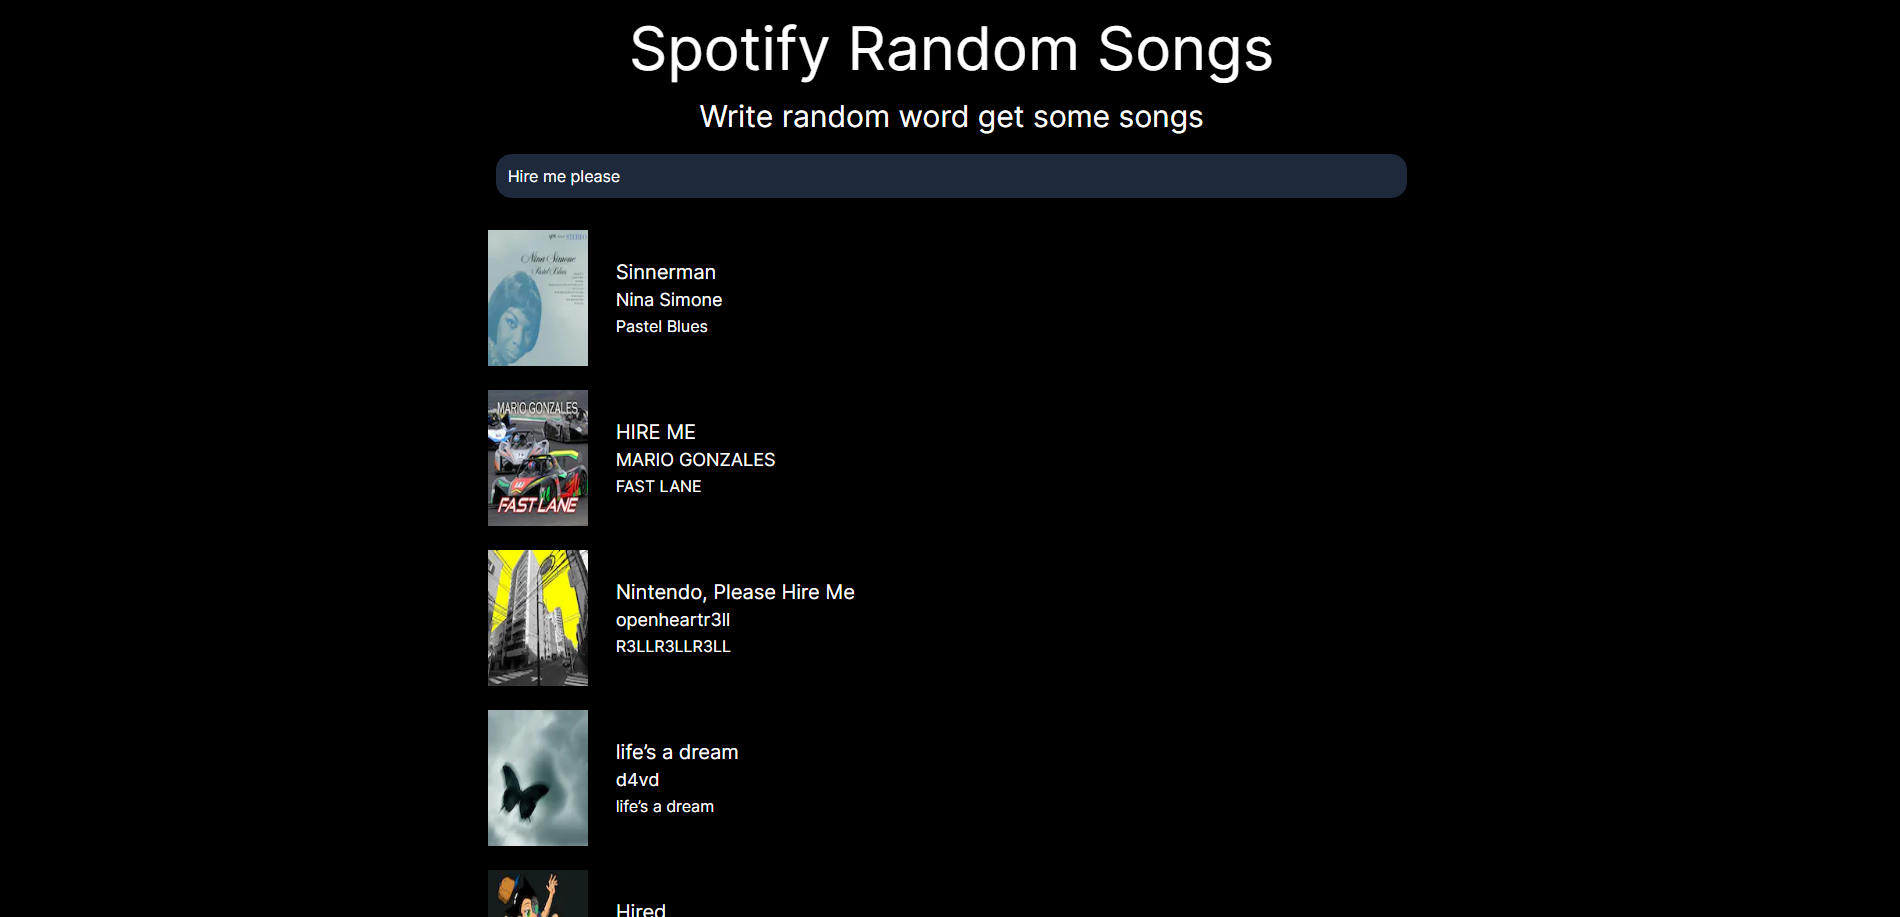 Spotify Random Songs
Write random word get some songs
Hire me please
STEREO
Nina Simone
Pastel Blues
Sinnerman
Nina Simone
Pastel Blues
MARIO GONZALES
FAST LANE
HIRE ME
MARIO GONZALES
FAST LANE
Nintendo, Please Hire Me
openheartr3ll
R3LLR3LLR3LL
life’s a dream
d4vd
life’s a dream
Hired